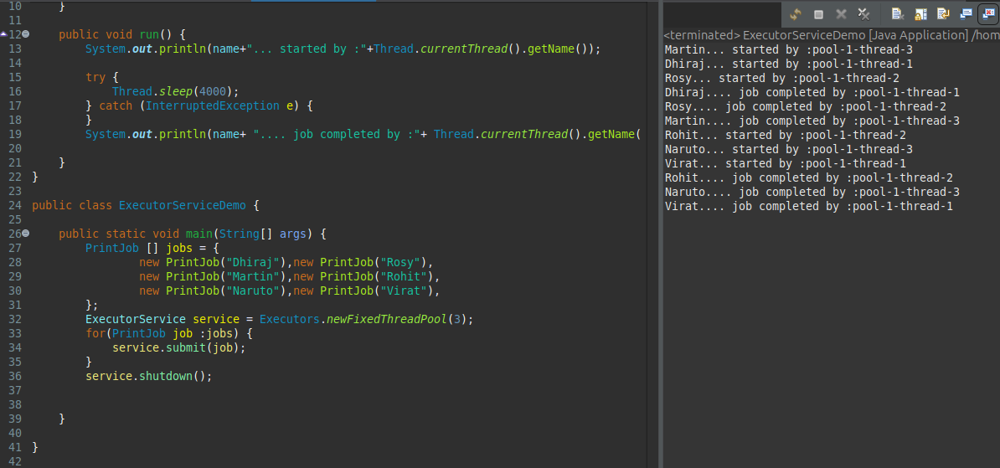 10 }
11
12 public void run() {
13 System.out.println(name+"... started by :"+Thread.currentThread().getName());
14
15 try {
16 Thread.sleep(4000);
17 } catch (InterruptedException e) {
18 }
19 System.out.println(name+ ".... job completed by :"+ Thread.currentThread().getName(
20
21 }
22 }
23
24 public class ExecutorServiceDemo {
25
26 public static void main(String[] args) {
27 PrintJob [] jobs = {
28 new PrintJob("Dhiraj"),new PrintJob("Rosy"),
29 new PrintJob("Martin"),new PrintJob("Rohit"),
30 new PrintJob("Naruto"),new PrintJob("Virat"),
31 };
32 ExecutorService service = Executors.newFixedThreadPool(3);
33 for(PrintJob job :jobs) {
34 service.submit(job);
35 }
36 service.shutdown();
37
38
39 }
40
41 }
42
<terminated> ExecutorServiceDemo [Java Application] /hom
Martin... started by :pool-1-thread-3
Dhiraj... started by :pool-1-thread-1
Rosy... started by :pool-1-thread-2
Dhiraj.... job completed by :pool-1-thread-1
Rosy.... job completed by :pool-1-thread-2
Martin.... job completed by :pool-1-thread-3
Rohit... started by :pool-1-thread-2
Naruto... started by :pool-1-thread-3
Virat... started by :pool-1-thread-1
Rohit.... job completed by :pool-1-thread-2
Naruto.... job completed by :pool-1-thread-3
Virat.... job completed by :pool-1-thread-1